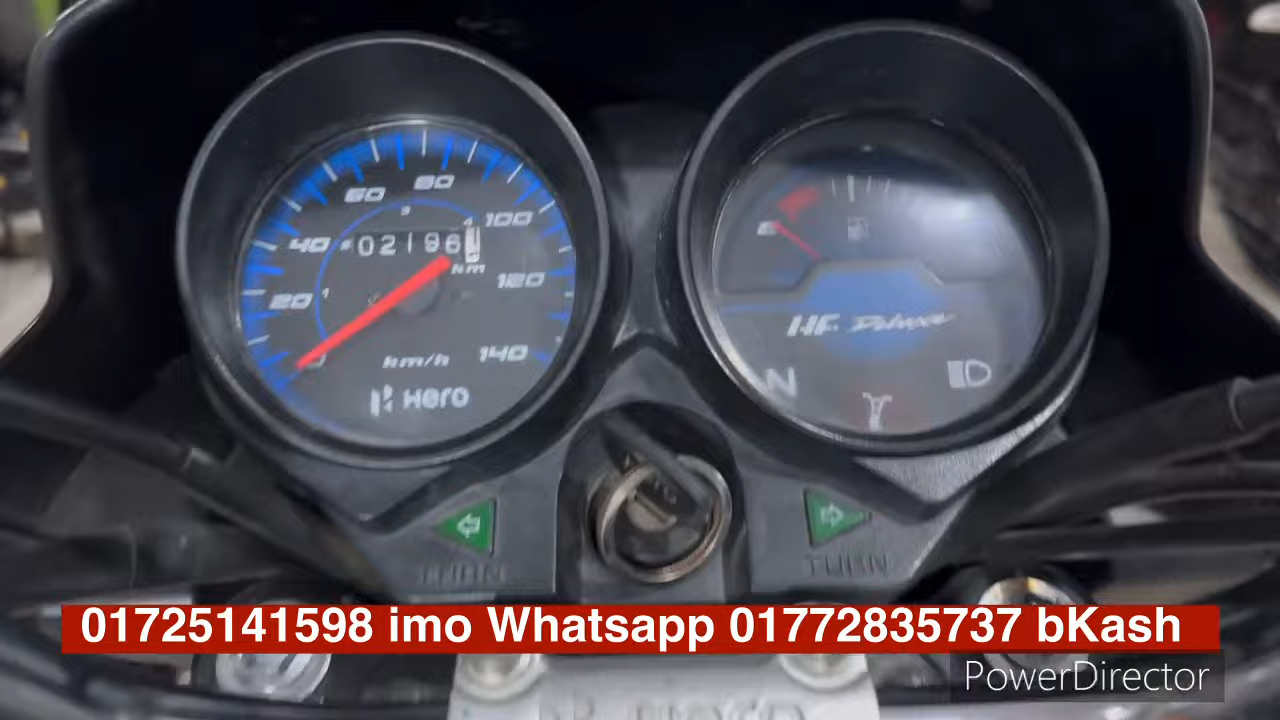 60 80
40 100
02196
km
20 120
km/h 140
Hero
E
HF Deluxe
N
TURN TURN
01725141598 imo Whatsapp 01772835737 bKash
PowerDirector